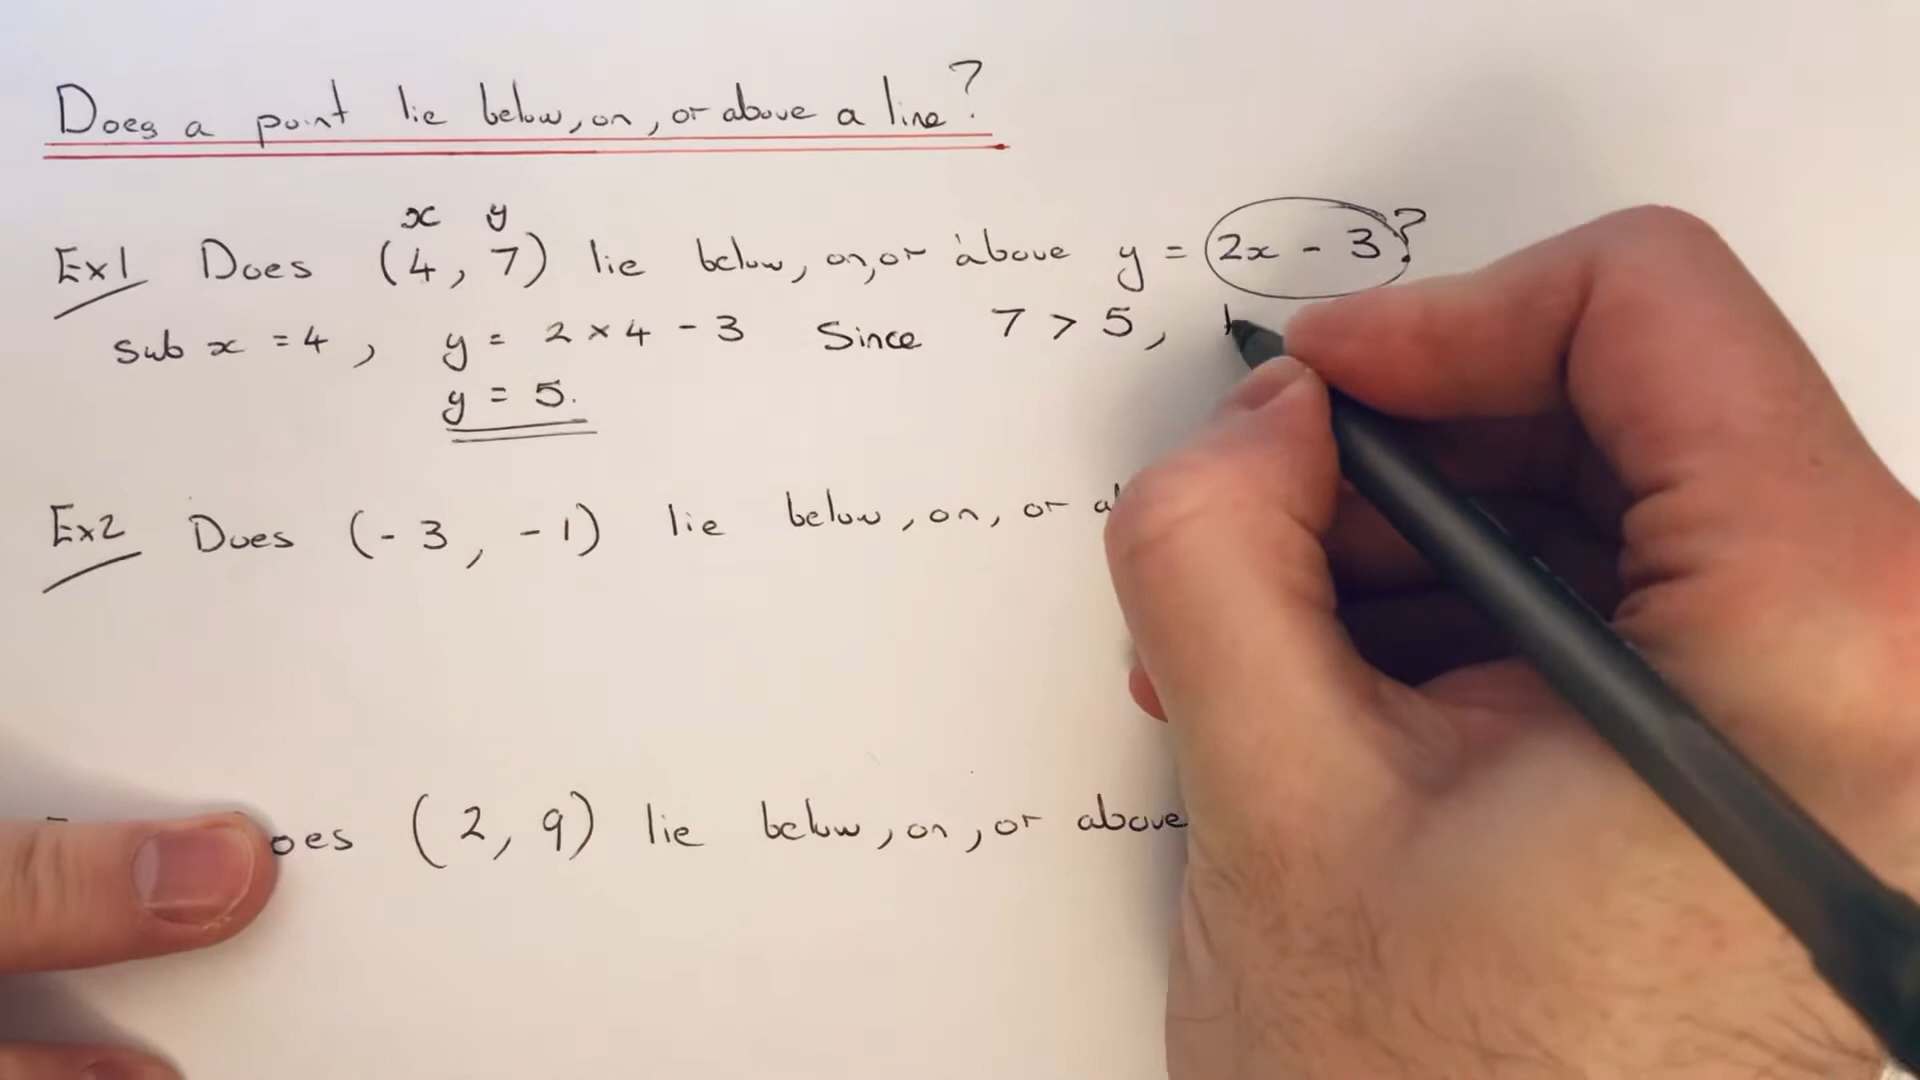 Does a point lie below, on, or above a line?
x y
Ex1 Does (4, 7) lie below, on, or above y = 2x - 3?
sub x = 4, y = 2 × 4 - 3 Since 7 > 5,
y = 5.
Ex2 Does (-3, -1) lie below, on, or
oes (2, 9) lie below, on, or above